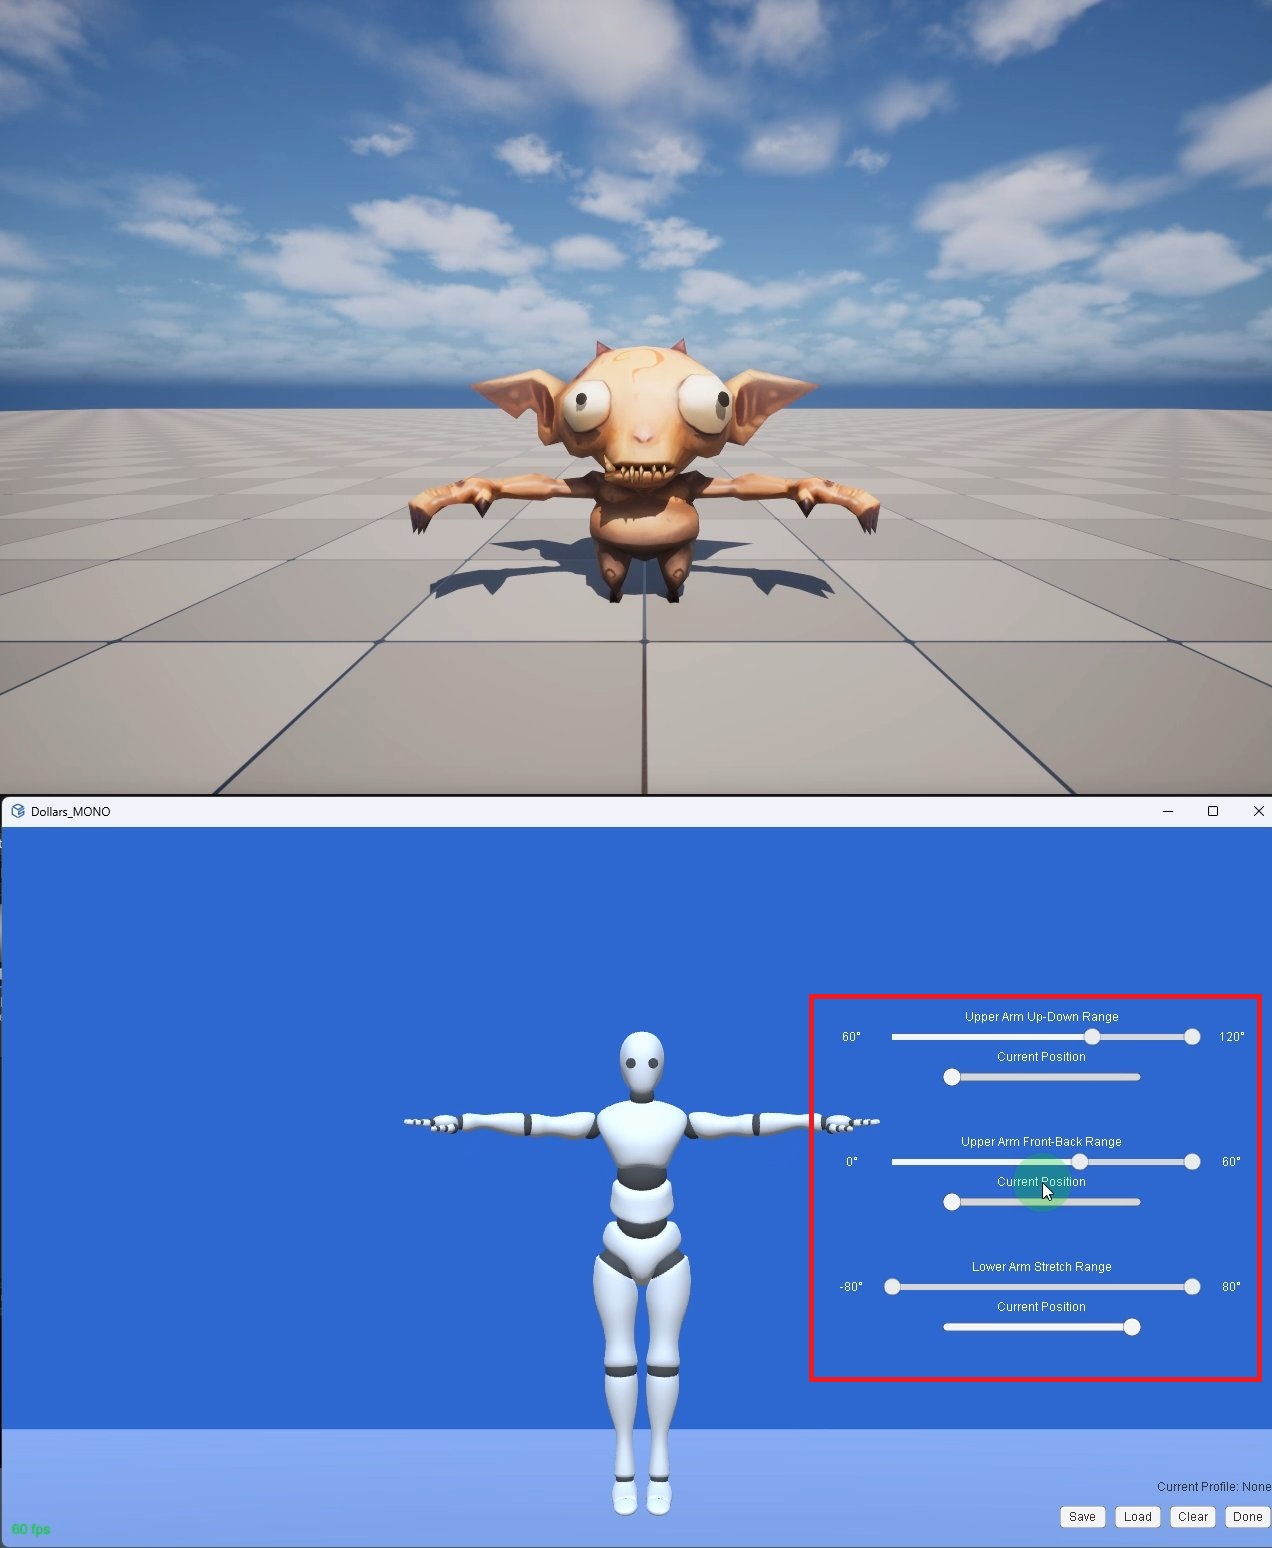 Dollars_MONO
Upper Arm Up-Down Range
60° 120°
Current Position
Upper Arm Front-Back Range
0° 60°
Current Position
Lower Arm Stretch Range
-80° 80°
Current Position
Current Profile: None
Save Load Clear Done
60 fps